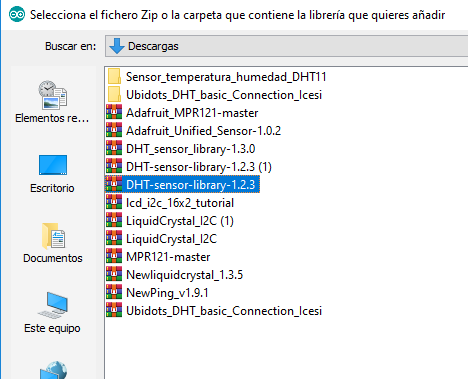 Selecciona el fichero Zip o la carpeta que contiene la librería que quieres añadir
Buscar en:
Descargas
Elementos re...
Escritorio
Documentos
Este equipo
Sensor_temperatura_humedad_DHT11
Ubidots_DHT_basic_Connection_Icesi
Adafruit_MPR121-master
Adafruit_Unified_Sensor-1.0.2
DHT_sensor_library-1.3.0
DHT-sensor-library-1.2.3 (1)
DHT-sensor-library-1.2.3
lcd_i2c_16x2_tutorial
LiquidCrystal_I2C (1)
LiquidCrystal_I2C
MPR121-master
Newliquidcrystal_1.3.5
NewPing_v1.9.1
Ubidots_DHT_basic_Connection_Icesi